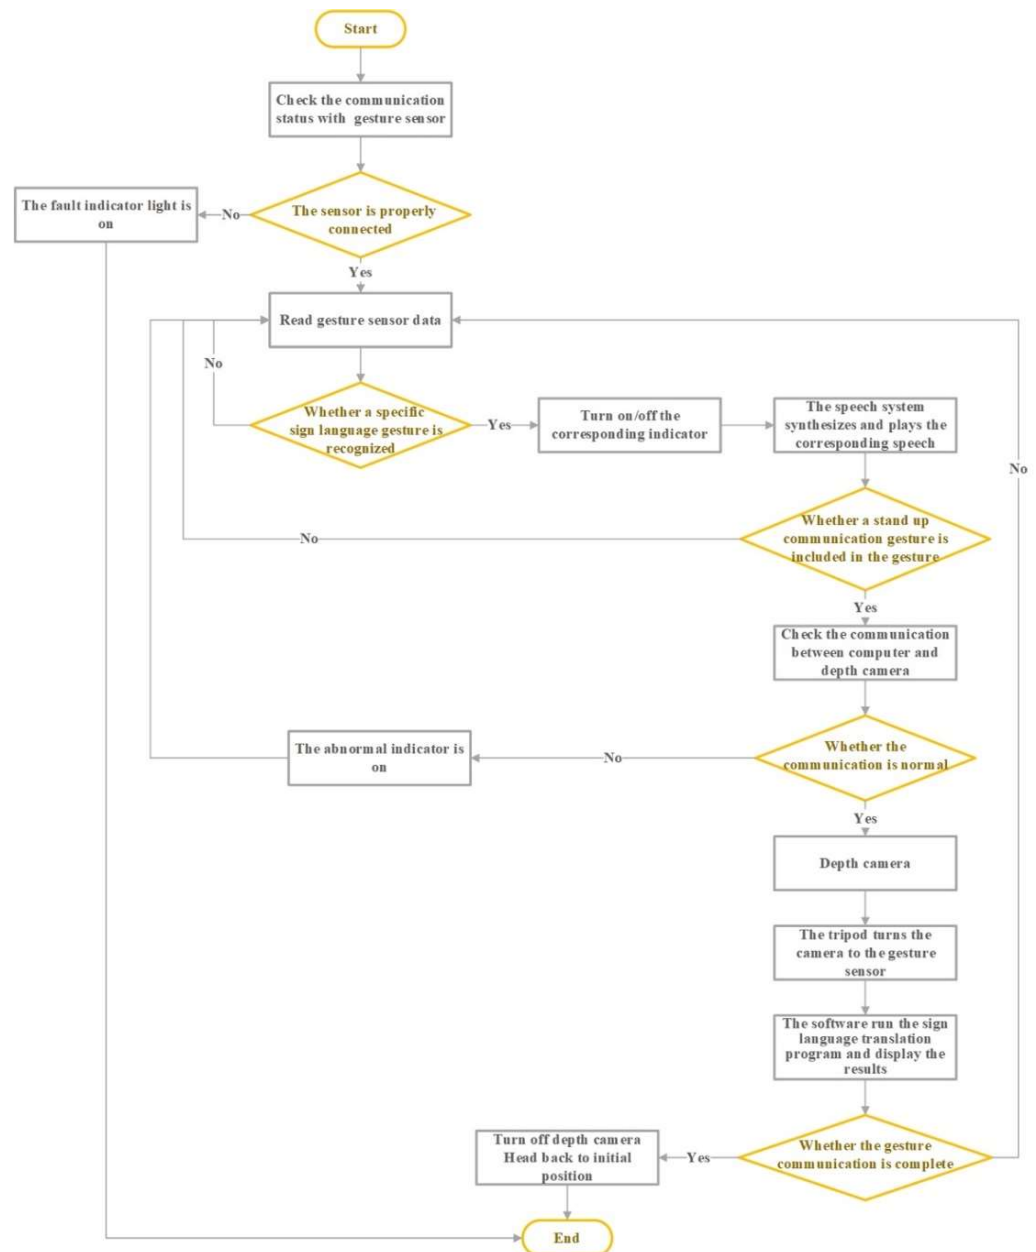 Start
Check the communication
status with gesture sensor
The fault indicator light is
on
No
The sensor is properly
connected
Yes
Read gesture sensor data
No
Whether a specific
sign language gesture is
recognized
Yes
Turn on/off the
corresponding indicator
The speech system
synthesizes and plays the
corresponding speech
No
Whether a stand up
communication gesture is
included in the gesture
No
Yes
Check the communication
between computer and
depth camera
The abnormal indicator is
on
No
Whether the
communication is normal
Yes
Depth camera
The tripod turns the
camera to the gesture
sensor
The software run the sign
language translation
program and display the
results
Turn off depth camera
Head back to initial
position
Yes
Whether the gesture
communication is complete
End